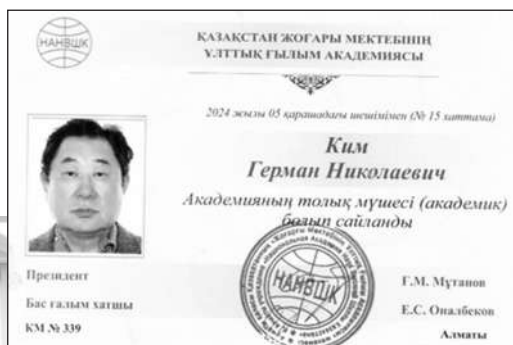 НАНВШК
ҚАЗАҚСТАН ЖОҒАРЫ МЕКТЕБІНІҢ
ҰЛТТЫҚ ҒЫЛЫМ АКАДЕМИЯСЫ
2024 жылы 05 қарашадағы шешімімен (№ 15 хаттама)
Ким
Герман Николаевич
Академияның толық мүшесі (академик)
болып сайланды
Президент
Ғ.М. Мұтанов
Бас ғалым хатшы
Е.С. Оналбеков
КМ № 339
НАНВШК
Алматы